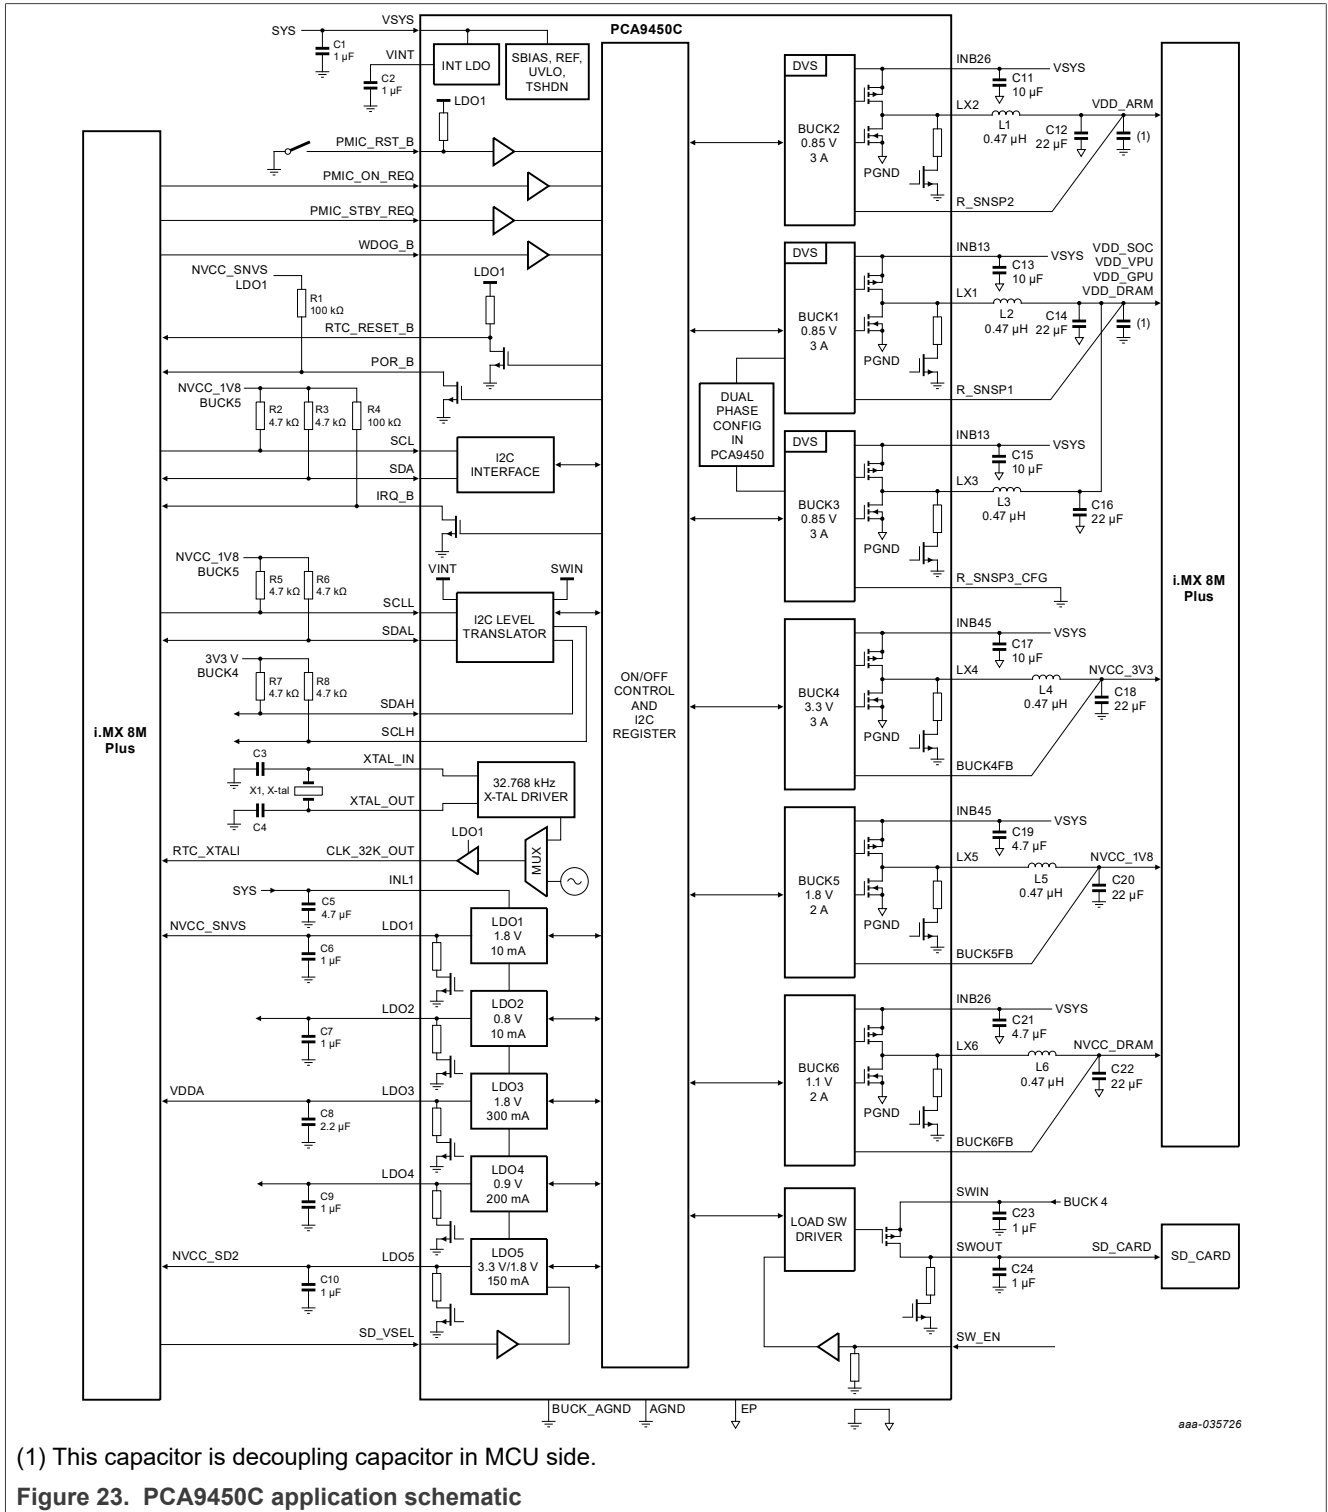 PCA9450C
SYS
VSYS
C1
1 µF
VINT
C2
1 µF
INT LDO
SBIAS, REF,
UVLO,
TSHDN
LDO1
PMIC_RST_B
PMIC_ON_REQ
PMIC_STBY_REQ
WDOG_B
NVCC_SNVS
LDO1
R1
100 kΩ
LDO1
RTC_RESET_B
POR_B
NVCC_1V8
BUCK5
R2
4.7 kΩ
R3
4.7 kΩ
R4
100 kΩ
SCL
SDA
IRQ_B
I2C
INTERFACE
NVCC_1V8
BUCK5
R5
4.7 kΩ
R6
4.7 kΩ
VINT
SWIN
SCLL
SDAL
I2C LEVEL
TRANSLATOR
3V3 V
BUCK4
R7
4.7 kΩ
R8
4.7 kΩ
SDAH
SCLH
i.MX 8M
Plus
C3
XTAL_IN
X1, X-tal
XTAL_OUT
C4
32.768 kHz
X-TAL DRIVER
LDO1
MUX
RTC_XTALI
CLK_32K_OUT
SYS
INL1
C5
4.7 µF
NVCC_SNVS
LDO1
C6
1 µF
LDO1
1.8 V
10 mA
LDO2
C7
1 µF
LDO2
0.8 V
10 mA
VDDA
LDO3
C8
2.2 µF
LDO3
1.8 V
300 mA
LDO4
C9
1 µF
LDO4
0.9 V
200 mA
NVCC_SD2
LDO5
C10
1 µF
LDO5
3.3 V/1.8 V
150 mA
SD_VSEL
ON/OFF
CONTROL
AND
I2C
REGISTER
DVS
BUCK2
0.85 V
3 A
PGND
INB26
VSYS
C11
10 µF
LX2
L1
0.47 µH
C12
22 µF
VDD_ARM
(1)
R_SNSP2
DVS
BUCK1
0.85 V
3 A
PGND
INB13
VSYS
C13
10 µF
VDD_SOC
VDD_VPU
VDD_GPU
VDD_DRAM
LX1
L2
0.47 µH
C14
22 µF
(1)
R_SNSP1
DUAL
PHASE
CONFIG
IN
PCA9450
DVS
BUCK3
0.85 V
3 A
PGND
INB13
VSYS
C15
10 µF
LX3
L3
0.47 µH
C16
22 µF
R_SNSP3_CFG
i.MX 8M
Plus
BUCK4
3.3 V
3 A
PGND
INB45
VSYS
C17
10 µF
LX4
L4
0.47 µH
NVCC_3V3
C18
22 µF
BUCK4FB
BUCK5
1.8 V
2 A
PGND
INB45
VSYS
C19
4.7 µF
LX5
L5
0.47 µH
NVCC_1V8
C20
22 µF
BUCK5FB
BUCK6
1.1 V
2 A
PGND
INB26
VSYS
C21
4.7 µF
LX6
L6
0.47 µH
NVCC_DRAM
C22
22 µF
BUCK6FB
LOAD SW
DRIVER
SWIN
BUCK 4
C23
1 µF
SWOUT
SD_CARD
C24
1 µF
SD_CARD
SW_EN
BUCK_AGND
AGND
EP
aaa-035726
(1) This capacitor is decoupling capacitor in MCU side.
Figure 23. PCA9450C application schematic